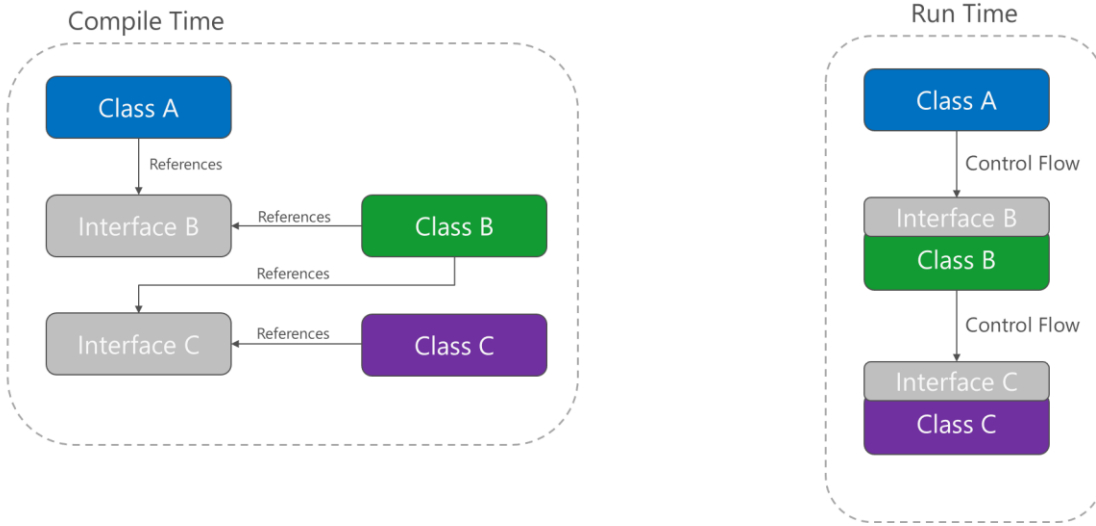 Compile Time
Class A
References
Interface B
References
Class B
References
Interface C
References
Class C
Run Time
Class A
Control Flow
Interface B
Class B
Control Flow
Interface C
Class C